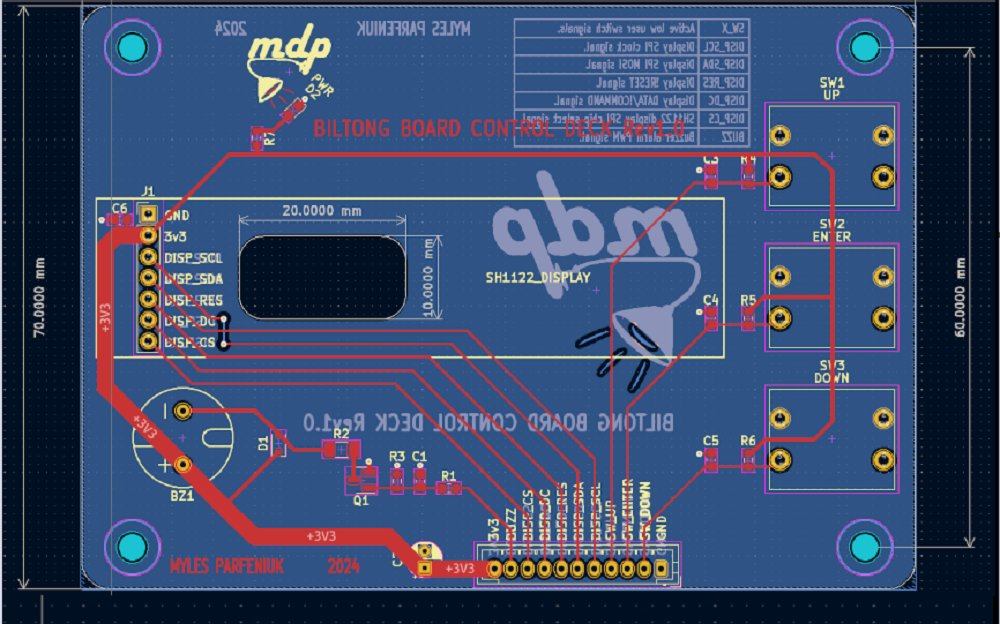 2024
MYLES PARFENIUK
mdp
PWR
D2
R7
SW_X Active low user switch signals.
DISP_SCL Display SPI clock signal.
DISP_SDA Display SPI MOSI signal.
DISP_RES Display !RESET signal.
DISP_DC Display DATA/!COMMAND signal.
DISP_CS SH1122 display SPI chip select signal.
BUZZ Buzzer alarm PWM signal.
BILTONG BOARD CONTROL DECK Rev1.0
SW1
UP
C3
R4
J1
C6
GND
3v3
DISP_SCL
DISP_SDA
DISP_RES
DISP_DC
DISP_CS
20.0000 mm
10.0000 mm
mdp
SH1122_DISPLAY
SW2
ENTER
C4
R5
70.0000 mm
60.0000 mm
+3V3
+3V3
SW3
DOWN
C5
R6
BILTONG BOARD CONTROL DECK Rev1.0
D1
R2
R3
C1
R1
Q1
BZ1
3v3
BUZZ
DISP_CS
DISP_DC
DISP_RES
DISP_SDA
DISP_SCL
SW_UP
SW_ENTER
SW_DOWN
GND
+3V3
+3V3
MYLES PARFENIUK 2024